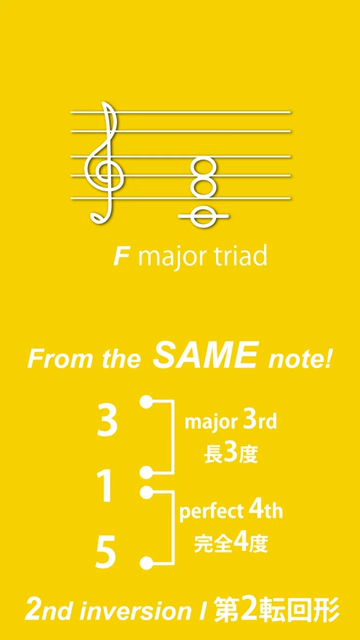 F major triad
From the SAME note!
3
major 3rd
長3度
1
perfect 4th
完全4度
5
2nd inversion / 第2転回形